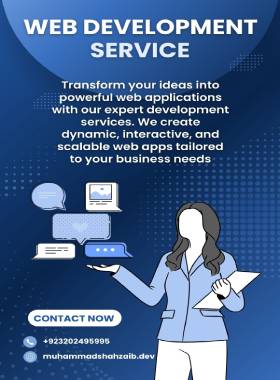 WEB DEVELOPMENT
SERVICE
Transform your ideas into
powerful web applications
with our expert development
services. We create
dynamic, interactive, and
scalable web apps tailored
to your business needs
CONTACT NOW
+923202495995
muhammadshahzaib.dev